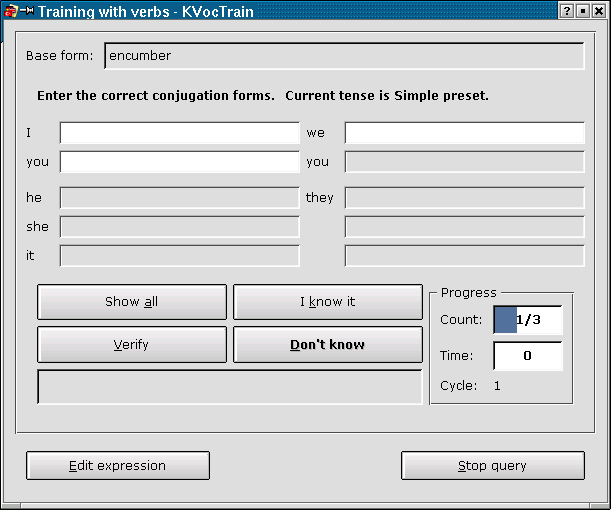 Training with verbs - KVocTrain
Base form: encumber
Enter the correct conjugation forms. Current tense is Simple preset.
I we
you you
he they
she
it
Show all I know it
Verify Don't know
Progress
Count: 1/3
Time: 0
Cycle: 1
Edit expression Stop query